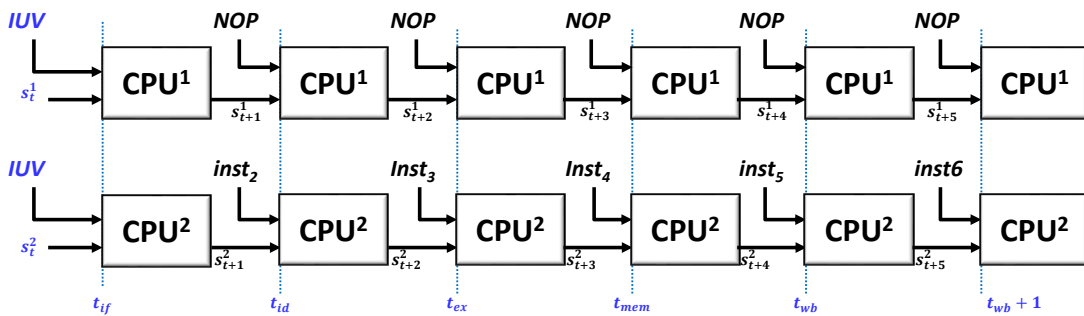 IUV NOP NOP NOP NOP NOP
CPU¹ CPU¹ CPU¹ CPU¹ CPU¹ CPU¹
s¹ₜ s¹ₜ₊₁ s¹ₜ₊₂ s¹ₜ₊₃ s¹ₜ₊₄ s¹ₜ₊₅
IUV inst₂ Inst₃ Inst₄ inst₅ inst6
CPU² CPU² CPU² CPU² CPU² CPU²
s²ₜ s²ₜ₊₁ s²ₜ₊₂ s²ₜ₊₃ s²ₜ₊₄ s²ₜ₊₅
t_if t_id t_ex t_mem t_wb t_wb + 1